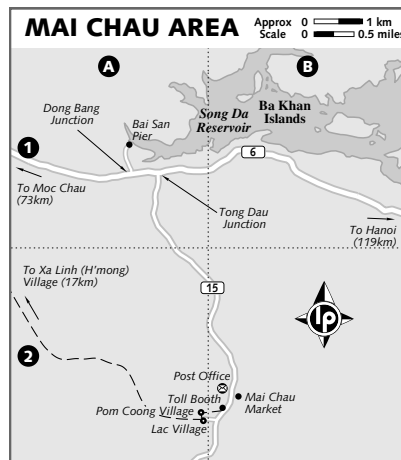 MAI CHAU AREA
Approx 0 1 km
Scale 0 0.5 miles
A
B
Dong Bang
Junction
Bai San
Pier
Song Da
Reservoir
Ba Khan
Islands
1
6
To Moc Chau
(73km)
Tong Dau
Junction
To Hanoi
(119km)
To Xa Linh (H'mong)
Village (17km)
15
lp
2
Post Office
Toll Booth
Mai Chau
Market
Pom Coong Village
Lac Village